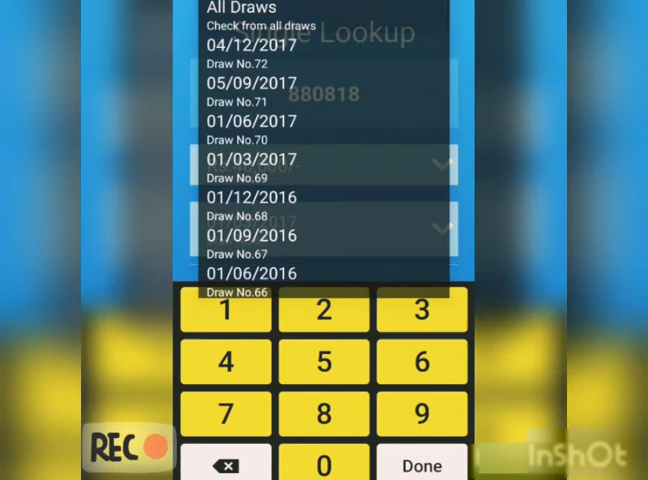 All Draws
Check from all draws
Single Lookup
04/12/2017
Draw No.72
05/09/2017
880818
Draw No.71
01/06/2017
Draw No.70
01/03/2017
Draw No.69
01/12/2016
Draw No.68
01/09/2016
Draw No.67
01/06/2016
Draw No.66
1 2 3
4 5 6
7 8 9
0 Done
REC
InShOt